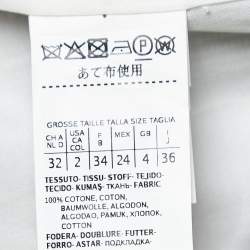 あて布使用
GRÖSSE TAILLE TALLA SIZE TAGLIA
CH A NL D
USA CA COL
F B
MEX
GB
I J
32 2 34 24 4 36
TESSUTO-TISSU-STOFF-TEJIDO-
TECIDO-KUMAŞ-ТКАНЬ-FABRIC
100% COTONE, COTON,
BAUMWOLLE, ALGODON,
ALGODAO, PAMUK, ХЛОПОК,
COTTON
FODERA-DOUBLURE-FUTTER-
FORRO-ASTAR-ПОДКЛАДКА-